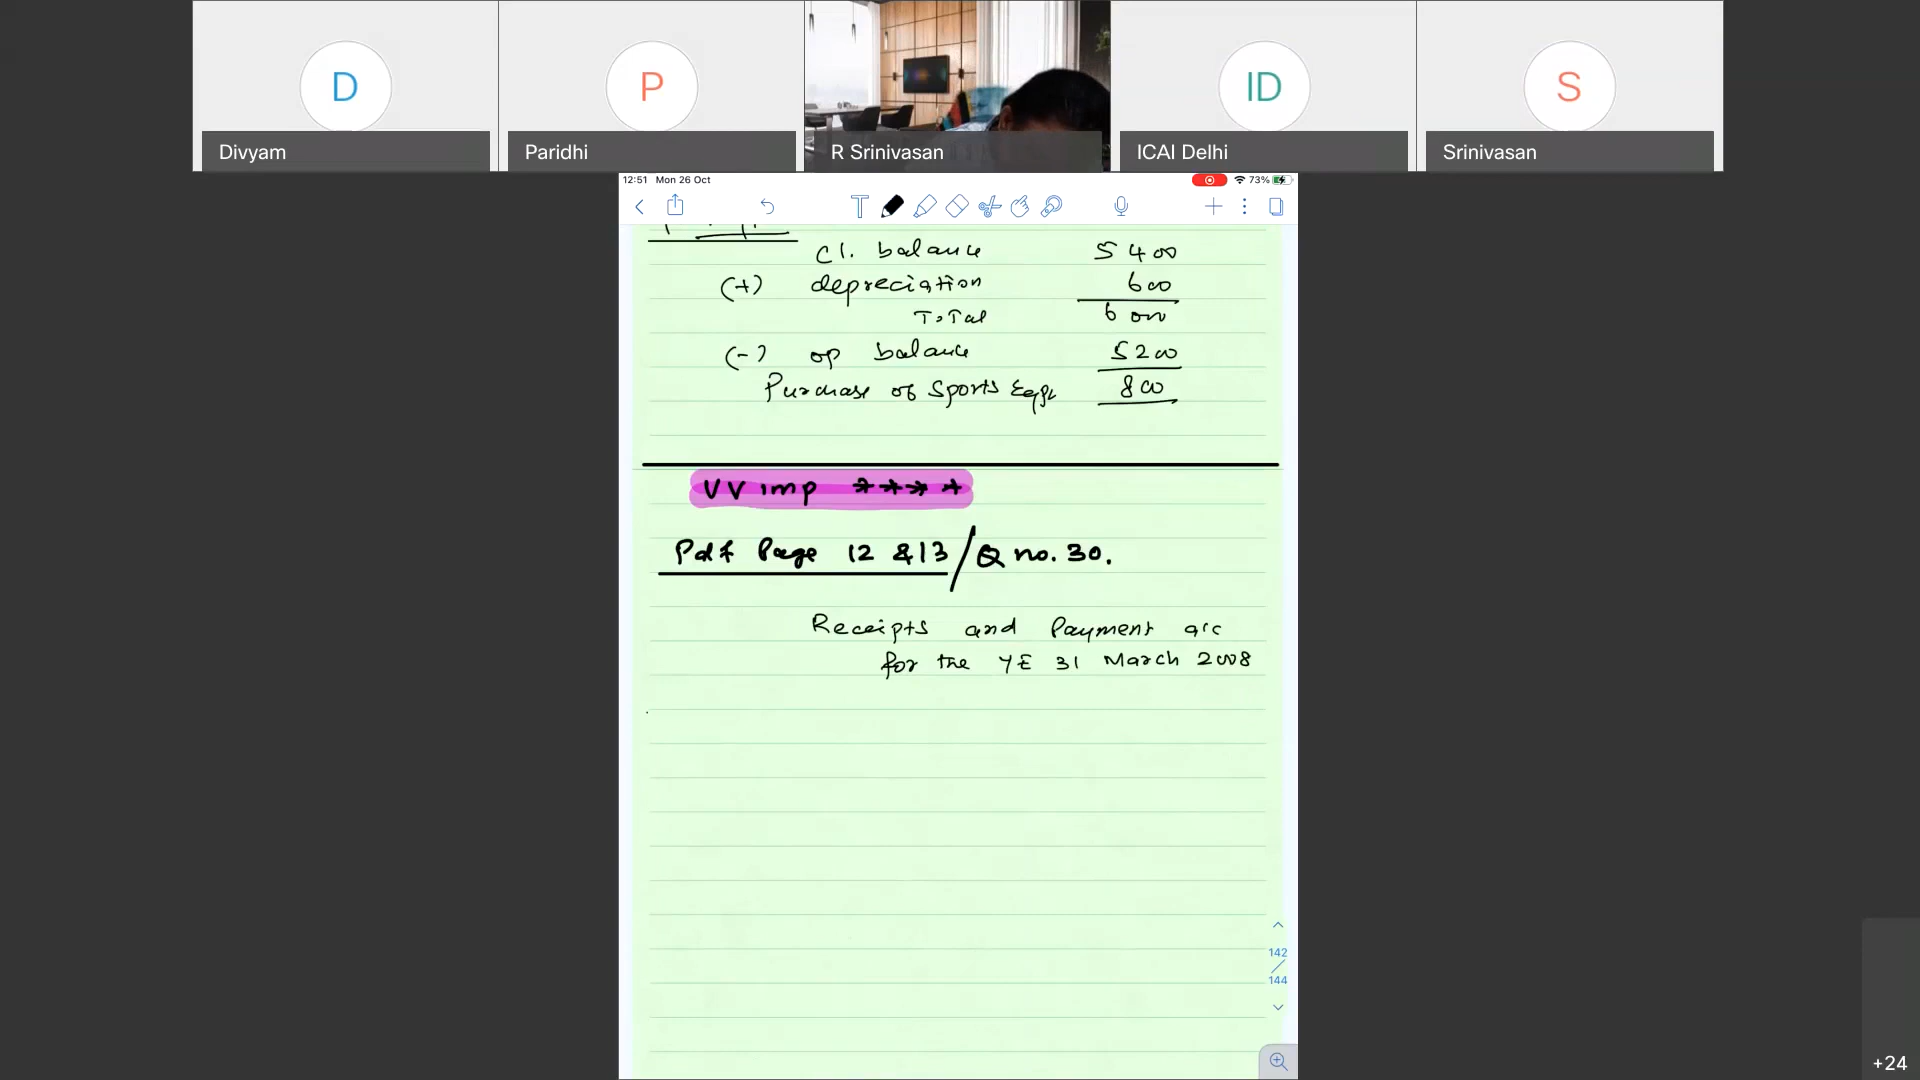 D
P
ID
S
Divyam
Paridhi
R Srinivasan
ICAI Delhi
Srinivasan
12:51 Mon 26 Oct
73%
T
Cl. balance 5400
(+) depreciation 600
Total 6000
(-) op balance 5200
Purchase of Sports Eqpt 800
VV imp ****
Pdf Page 12 &13/Q no. 30.
Receipts and Payment a/c
for the YE 31 March 2008
142
144
+24